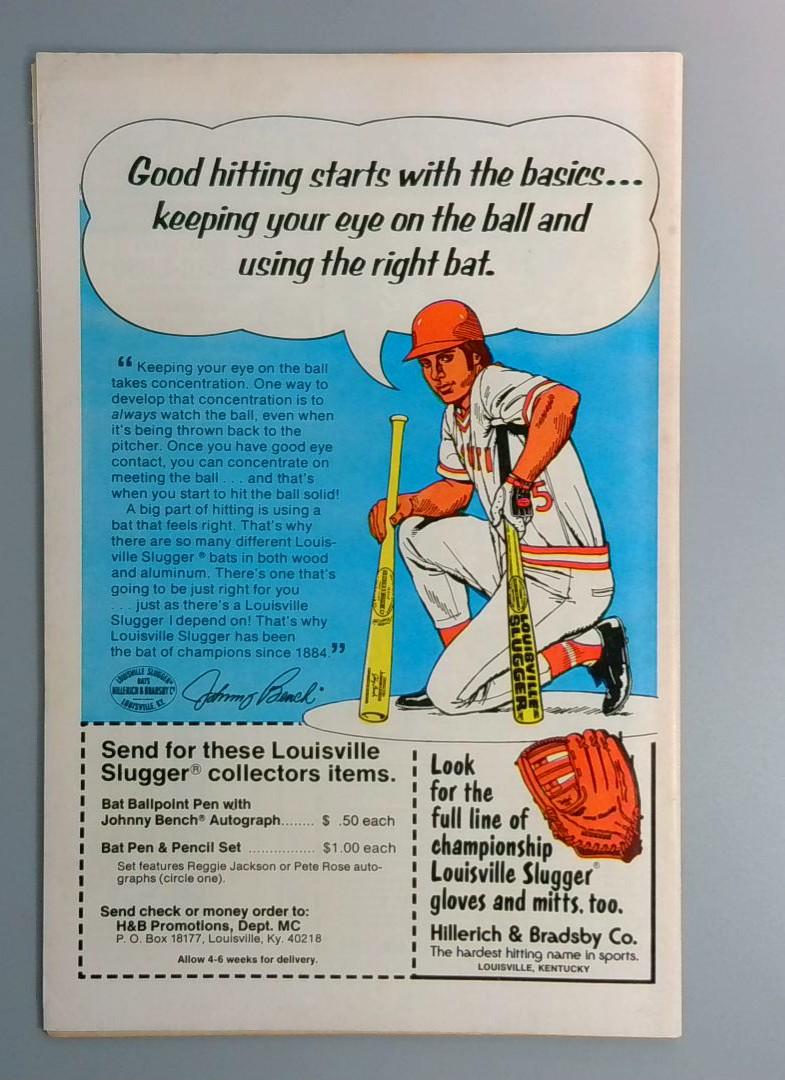 Good hitting starts with the basics...
keeping your eye on the ball and
using the right bat.
“Keeping your eye on the ball
takes concentration. One way to
develop that concentration is to
always watch the ball, even when
it's being thrown back to the
pitcher. Once you have good eye
contact, you can concentrate on
meeting the ball . . . and that's
when you start to hit the ball solid!
A big part of hitting is using a
bat that feels right. That's why
there are so many different Louis-
ville Slugger® bats in both wood
and aluminum. There's one that's
going to be just right for you
. . . just as there's a Louisville
Slugger I depend on! That's why
Louisville Slugger has been
the bat of champions since 1884.”
LOUISVILLE SLUGGER®
BATS
HILLERICH & BRADSBY Cº
LOUISVILLE, KY.
Johnny Bench®
5
LOUISVILLE
SLUGGER
Send for these Louisville
Slugger® collectors items.
Bat Ballpoint Pen with
Johnny Bench® Autograph........ $ .50 each
Bat Pen & Pencil Set ................ $1.00 each
Set features Reggie Jackson or Pete Rose auto-
graphs (circle one).
Send check or money order to:
H&B Promotions, Dept. MC
P. O. Box 18177, Louisville, Ky. 40218
Allow 4-6 weeks for delivery.
Look
for the
full line of
championship
Louisville Slugger®
gloves and mitts, too.
Hillerich & Bradsby Co.
The hardest hitting name in sports.
LOUISVILLE, KENTUCKY